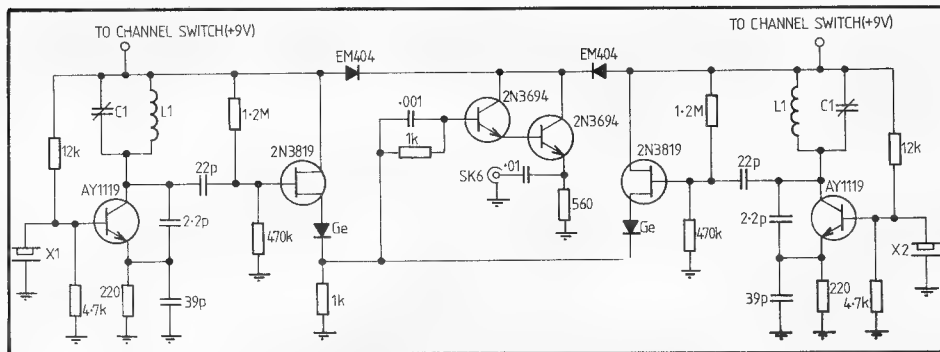 TO CHANNEL SWITCH(+9V)
TO CHANNEL SWITCH(+9V)
EM404
EM404
C1
L1
1·2M
2N3694
L1
C1
·001
2N3694
1·2M
12k
2N3819
1k
2N3819
22p
12k
22p
SK6
·01
AY1119
AY1119
560
2·2p
Ge
Ge
2·2p
X1
470k
470k
X2
220
220
4.7k
39p
1k
39p
4.7k